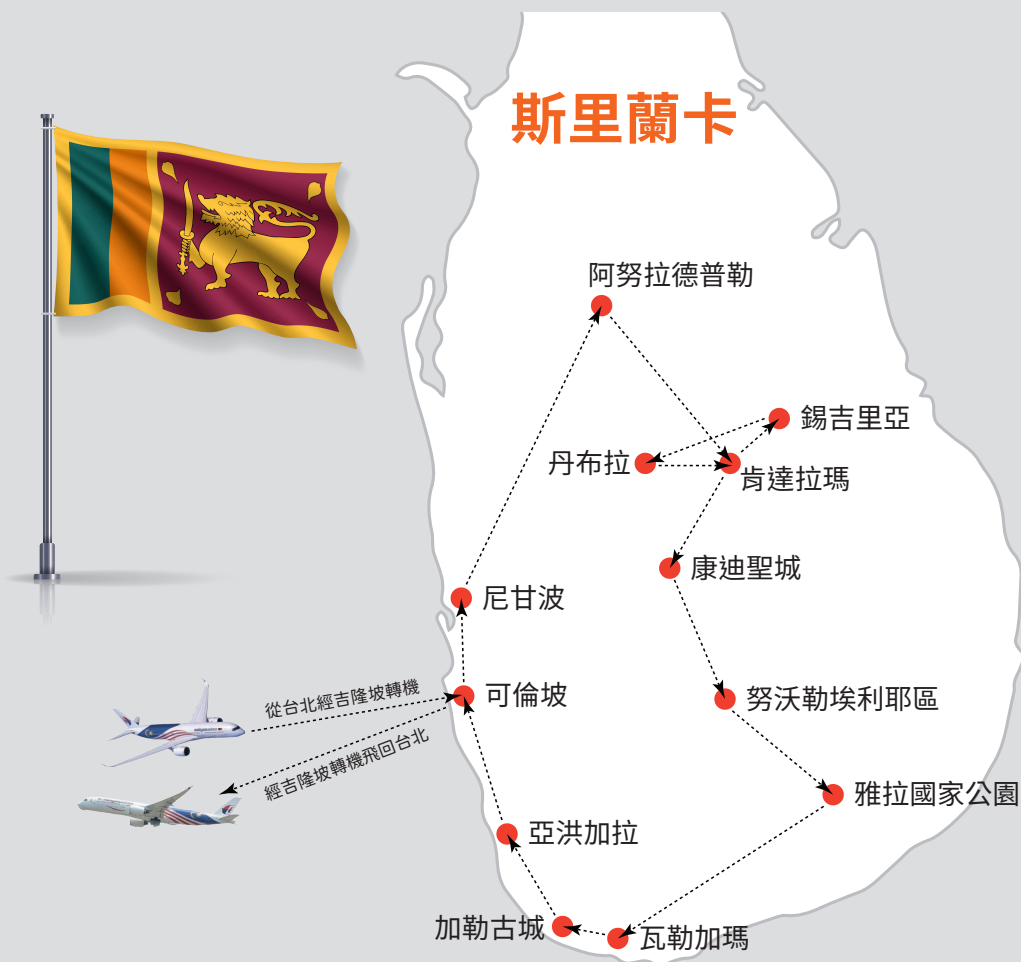 斯里蘭卡
阿努拉德普勒
錫吉里亞
丹布拉
肯達拉瑪
康迪聖城
尼甘波
從台北經吉隆坡轉機
可倫坡
努沃勒埃利耶區
經吉隆坡轉機飛回台北
雅拉國家公園
亞洪加拉
加勒古城
瓦勒加瑪